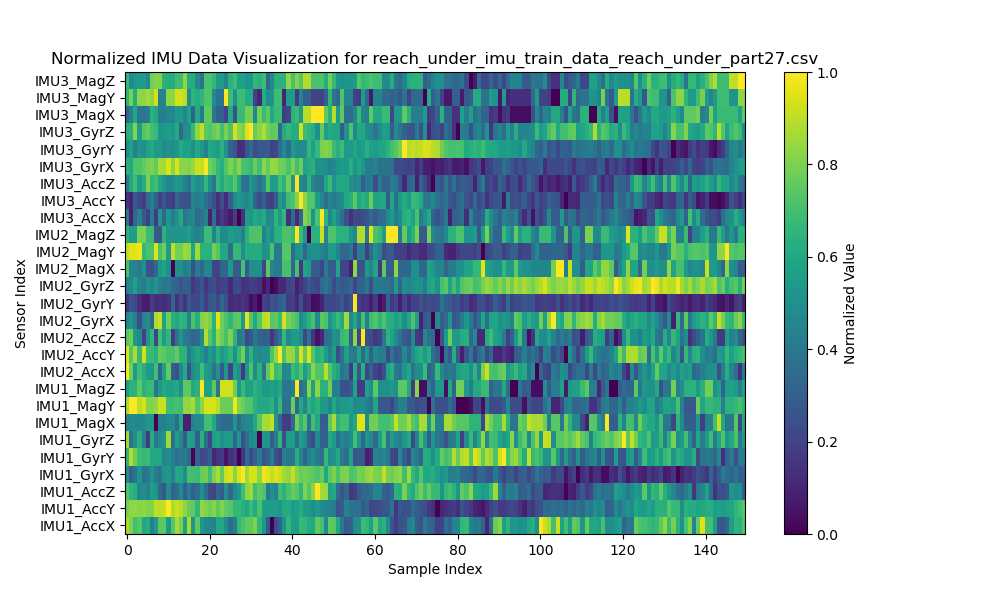 Normalized IMU Data Visualization for reach_under_imu_train_data_reach_under_part27.csv
IMU3_MagZ
IMU3_MagY
IMU3_MagX
IMU3_GyrZ
IMU3_GyrY
IMU3_GyrX
IMU3_AccZ
IMU3_AccY
IMU3_AccX
IMU2_MagZ
IMU2_MagY
IMU2_MagX
IMU2_GyrZ
IMU2_GyrY
IMU2_GyrX
IMU2_AccZ
IMU2_AccY
IMU2_AccX
IMU1_MagZ
IMU1_MagY
IMU1_MagX
IMU1_GyrZ
IMU1_GyrY
IMU1_GyrX
IMU1_AccZ
IMU1_AccY
IMU1_AccX
Sensor Index
0 20 40 60 80 100 120 140
Sample Index
1.0
0.8
0.6
0.4
0.2
0.0
Normalized Value